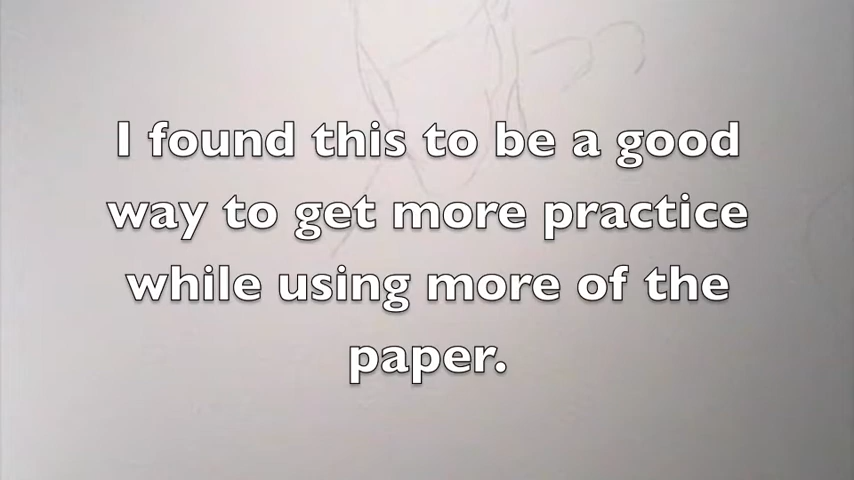 I found this to be a good
way to get more practice
while using more of the
paper.